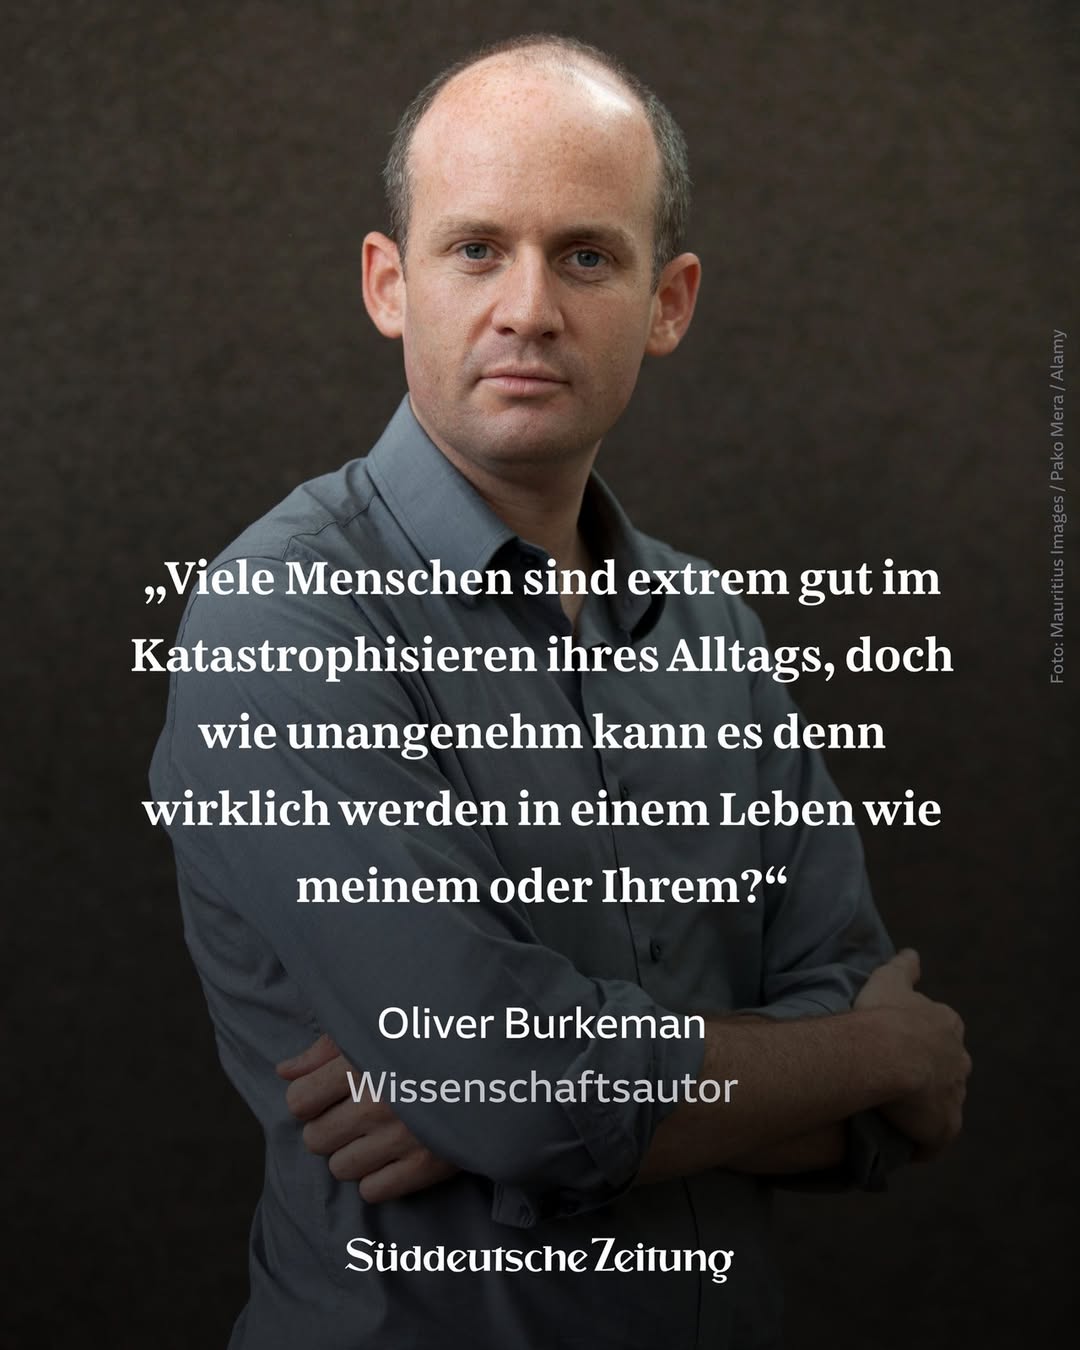 „Viele Menschen sind extrem gut im
Katastrophisieren ihres Alltags, doch
wie unangenehm kann es denn
wirklich werden in einem Leben wie
meinem oder Ihrem?“
Oliver Burkeman
Wissenschaftsautor
Süddeutsche Zeitung
Foto: Mauritius Images / Pako Mera / Alamy